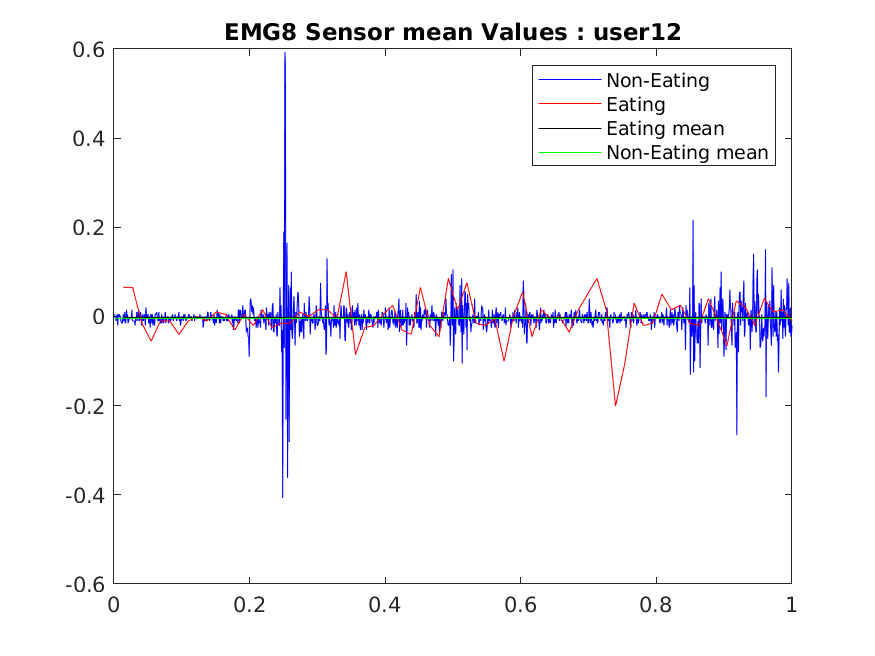 EMG8 Sensor mean Values : user12
0.6
0.4
0.2
0
-0.2
-0.4
-0.6
Non-Eating
Eating
Eating mean
Non-Eating mean
0 0.2 0.4 0.6 0.8 1